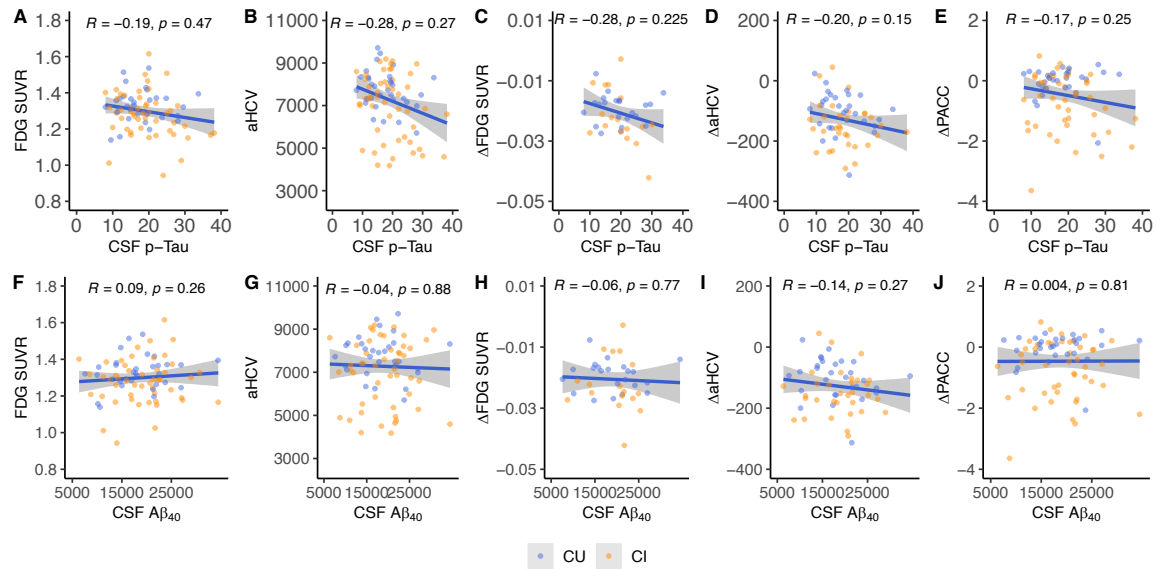 A
R = −0.19, p = 0.47
FDG SUVR
1.8
1.6
1.4
1.2
1.0
0.8
0 10 20 30 40
CSF p−Tau
B
R = −0.28, p = 0.27
aHCV
11000
9000
7000
5000
3000
0 10 20 30 40
CSF p−Tau
C
R = −0.28, p = 0.225
ΔFDG SUVR
0.01
−0.01
−0.03
−0.05
0 10 20 30 40
CSF p−Tau
D
R = −0.20, p = 0.15
ΔaHCV
200
0
−200
−400
0 10 20 30 40
CSF p−Tau
E
R = −0.17, p = 0.25
ΔPACC
2
0
−2
−4
0 10 20 30 40
CSF p−Tau
F
R = 0.09, p = 0.26
FDG SUVR
1.8
1.6
1.4
1.2
1.0
0.8
5000 15000 25000
CSF Aβ₄₀
G
R = −0.04, p = 0.88
aHCV
11000
9000
7000
5000
3000
5000 15000 25000
CSF Aβ₄₀
H
R = −0.06, p = 0.77
ΔFDG SUVR
0.01
−0.01
−0.03
−0.05
5000 15000 25000
CSF Aβ₄₀
I
R = −0.14, p = 0.27
ΔaHCV
200
0
−200
−400
5000 15000 25000
CSF Aβ₄₀
J
R = 0.004, p = 0.81
ΔPACC
2
0
−2
−4
5000 15000 25000
CSF Aβ₄₀
CU CI